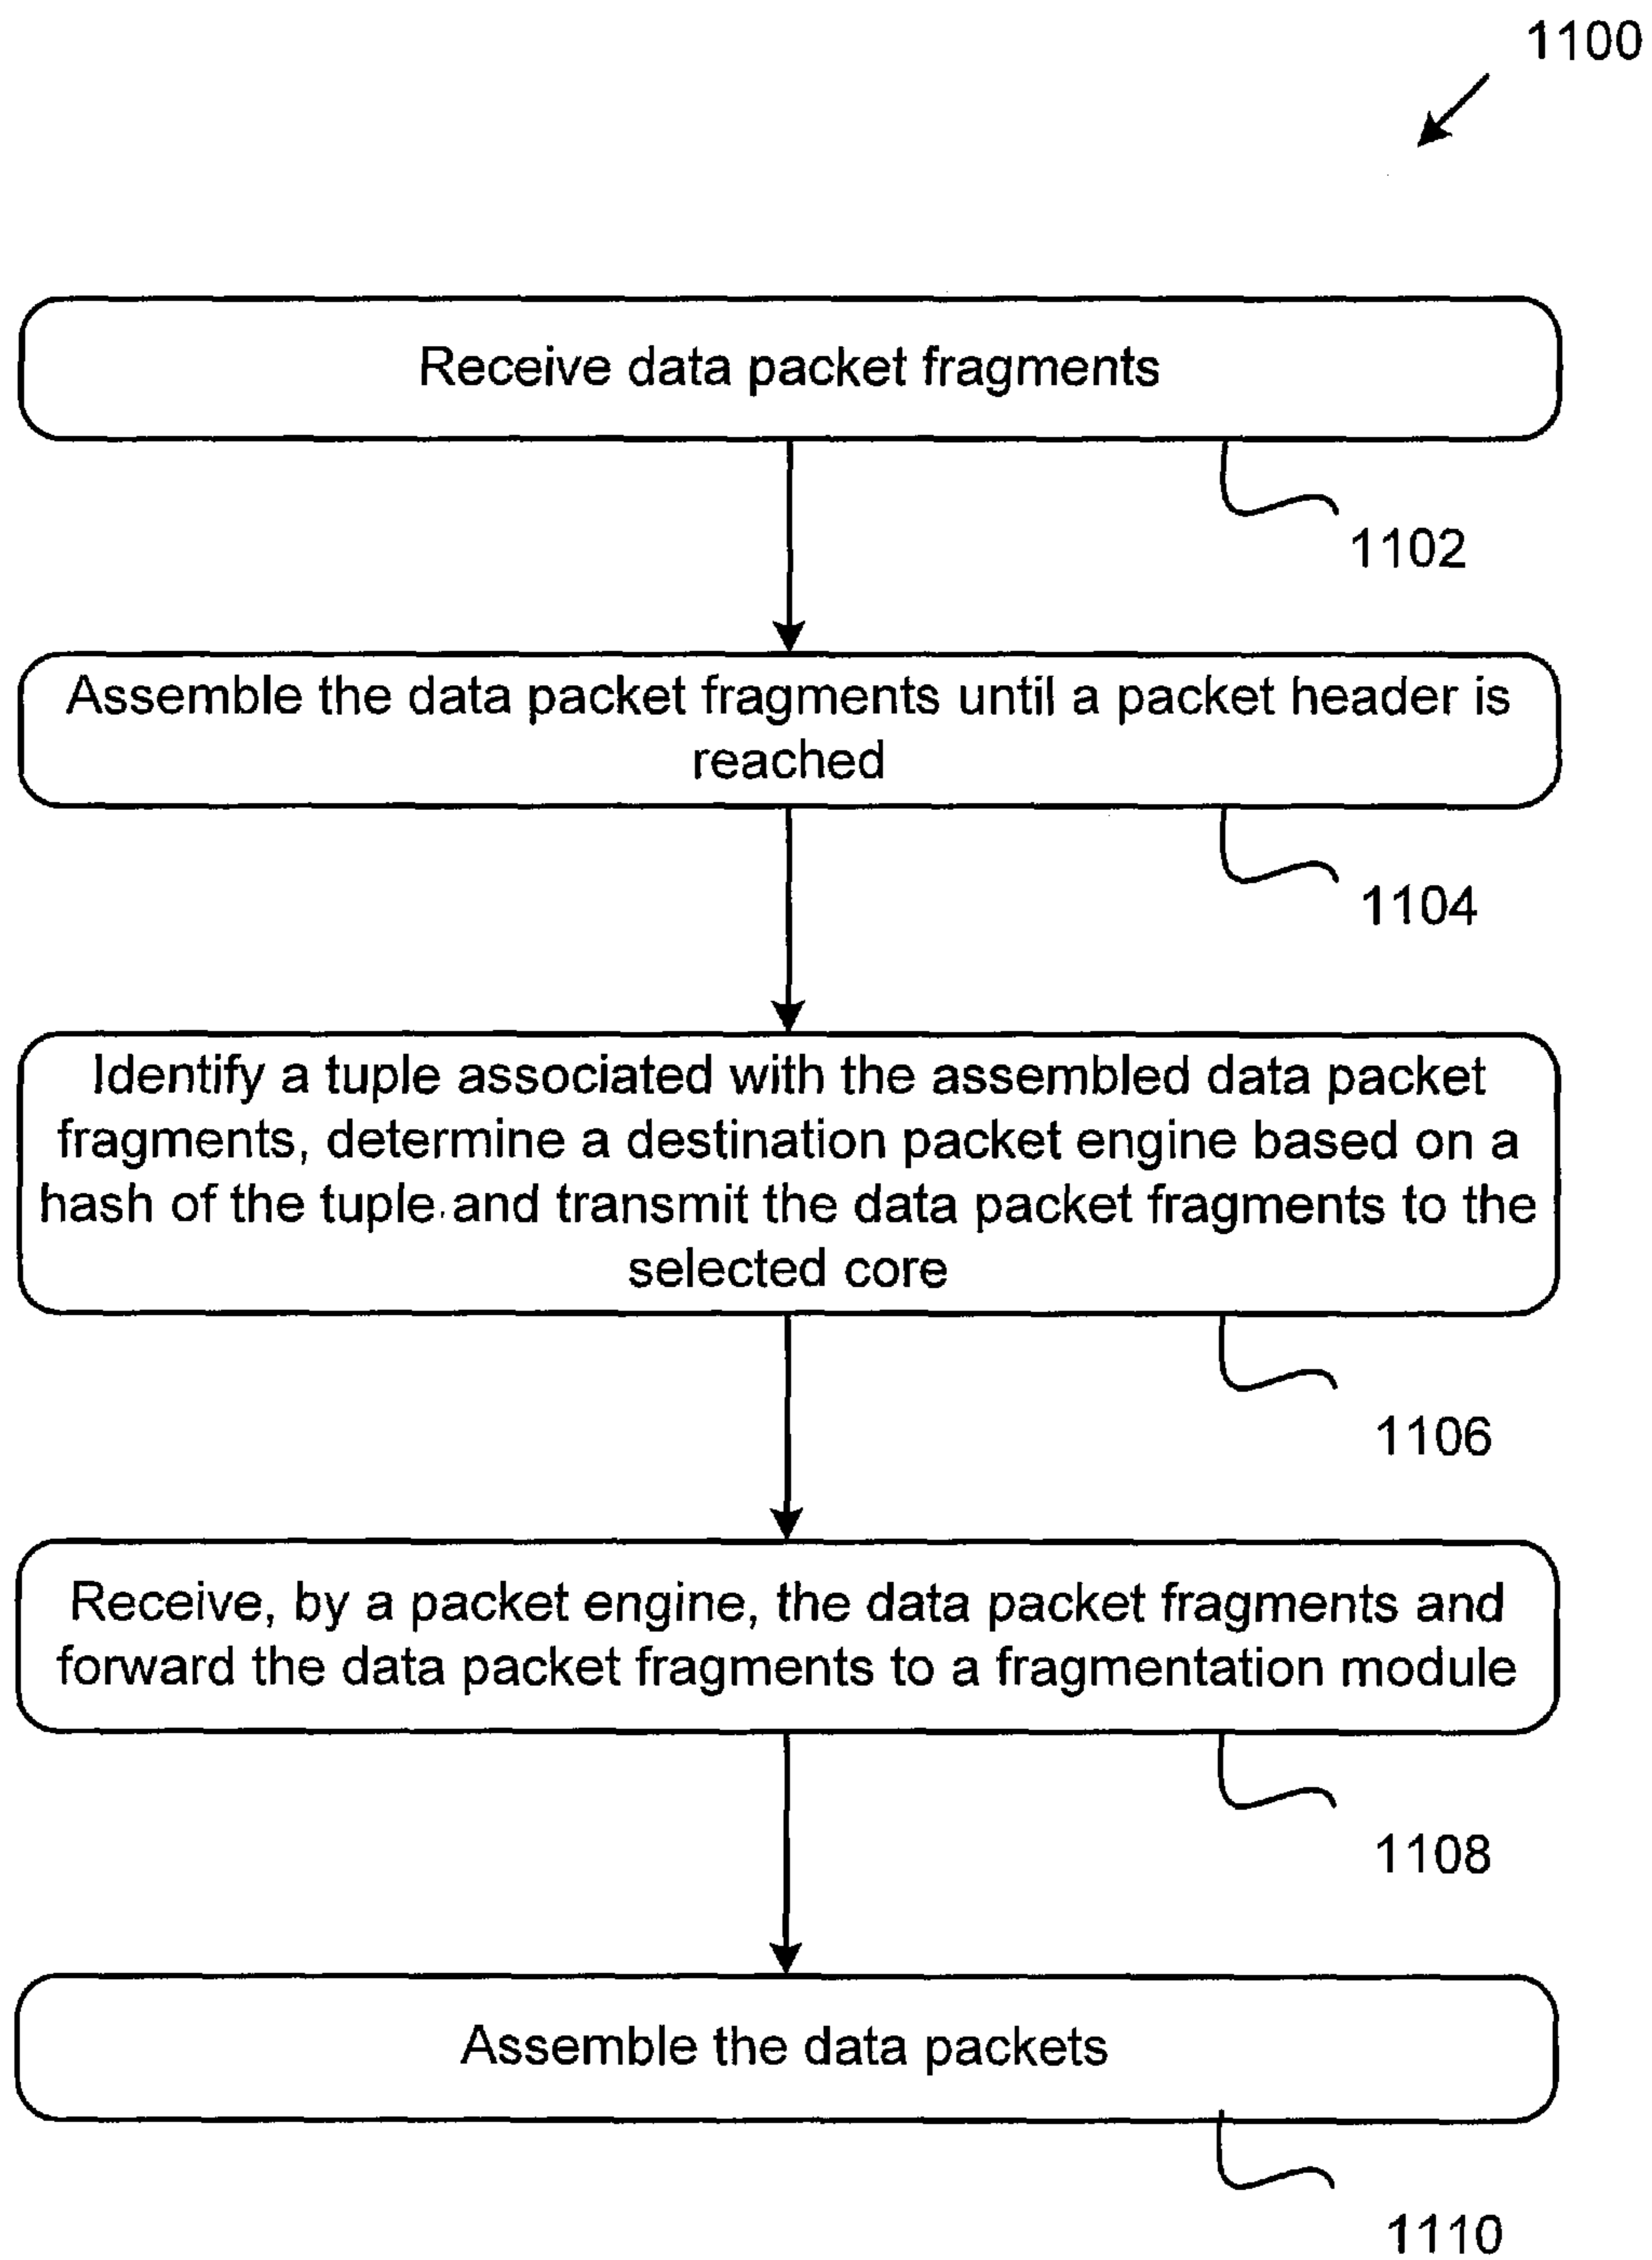 1100
Receive data packet fragments
1102
Assemble the data packet fragments until a packet header is
reached
1104
Identify a tuple associated with the assembled data packet
fragments, determine a destination packet engine based on a
hash of the tuple and transmit the data packet fragments to the
selected core
1106
Receive, by a packet engine, the data packet fragments and
forward the data packet fragments to a fragmentation module
1108
Assemble the data packets
1110